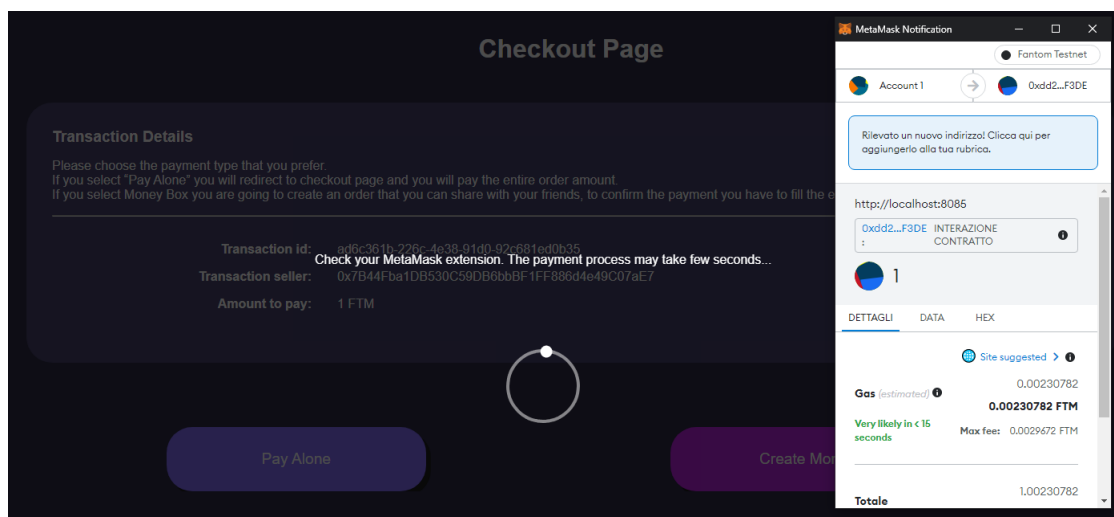 Checkout Page
Transaction Details
Please choose the payment type that you prefer.
If you select "Pay Alone" you will redirect to checkout page and you will pay the entire order amount.
If you select Money Box you are going to create an order that you can share with your friends, to confirm the payment you have to fill the e
Transaction id: ad6c361b-226c-4e38-91d0-92c681ed0b35
Check your MetaMask extension. The payment process may take few seconds...
Transaction seller: 0x7B44Fba1DB530C59DB6bbBF1FF886d4e49C07aE7
Amount to pay: 1 FTM
Pay Alone
Create Mor
MetaMask Notification
Fantom Testnet
Account 1
0xdd2...F3DE
Rilevato un nuovo indirizzo! Clicca qui per
aggiungerlo alla tua rubrica.
http://localhost:8085
0xdd2...F3DE INTERAZIONE
: CONTRATTO
1
DETTAGLI DATA HEX
Site suggested >
0.00230782
Gas (estimated) 0.00230782 FTM
Very likely in < 15
seconds
Max fee: 0.0029672 FTM
1.00230782
Totale